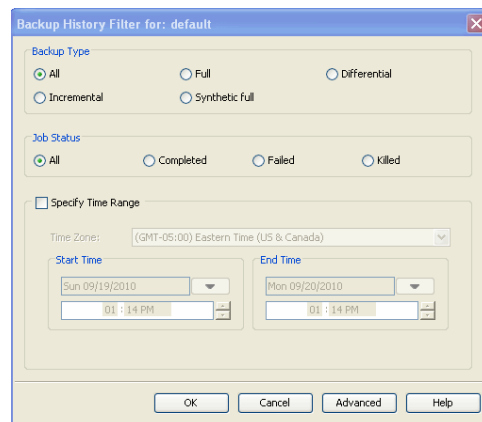 Backup History Filter for: default
Backup Type
All Full Differential
Incremental Synthetic full
Job Status
All Completed Failed Killed
Specify Time Range
Time Zone: (GMT-05:00) Eastern Time (US & Canada)
Start Time End Time
Sun 09/19/2010 Mon 09/20/2010
01 : 14 PM 01 : 14 PM
OK Cancel Advanced Help